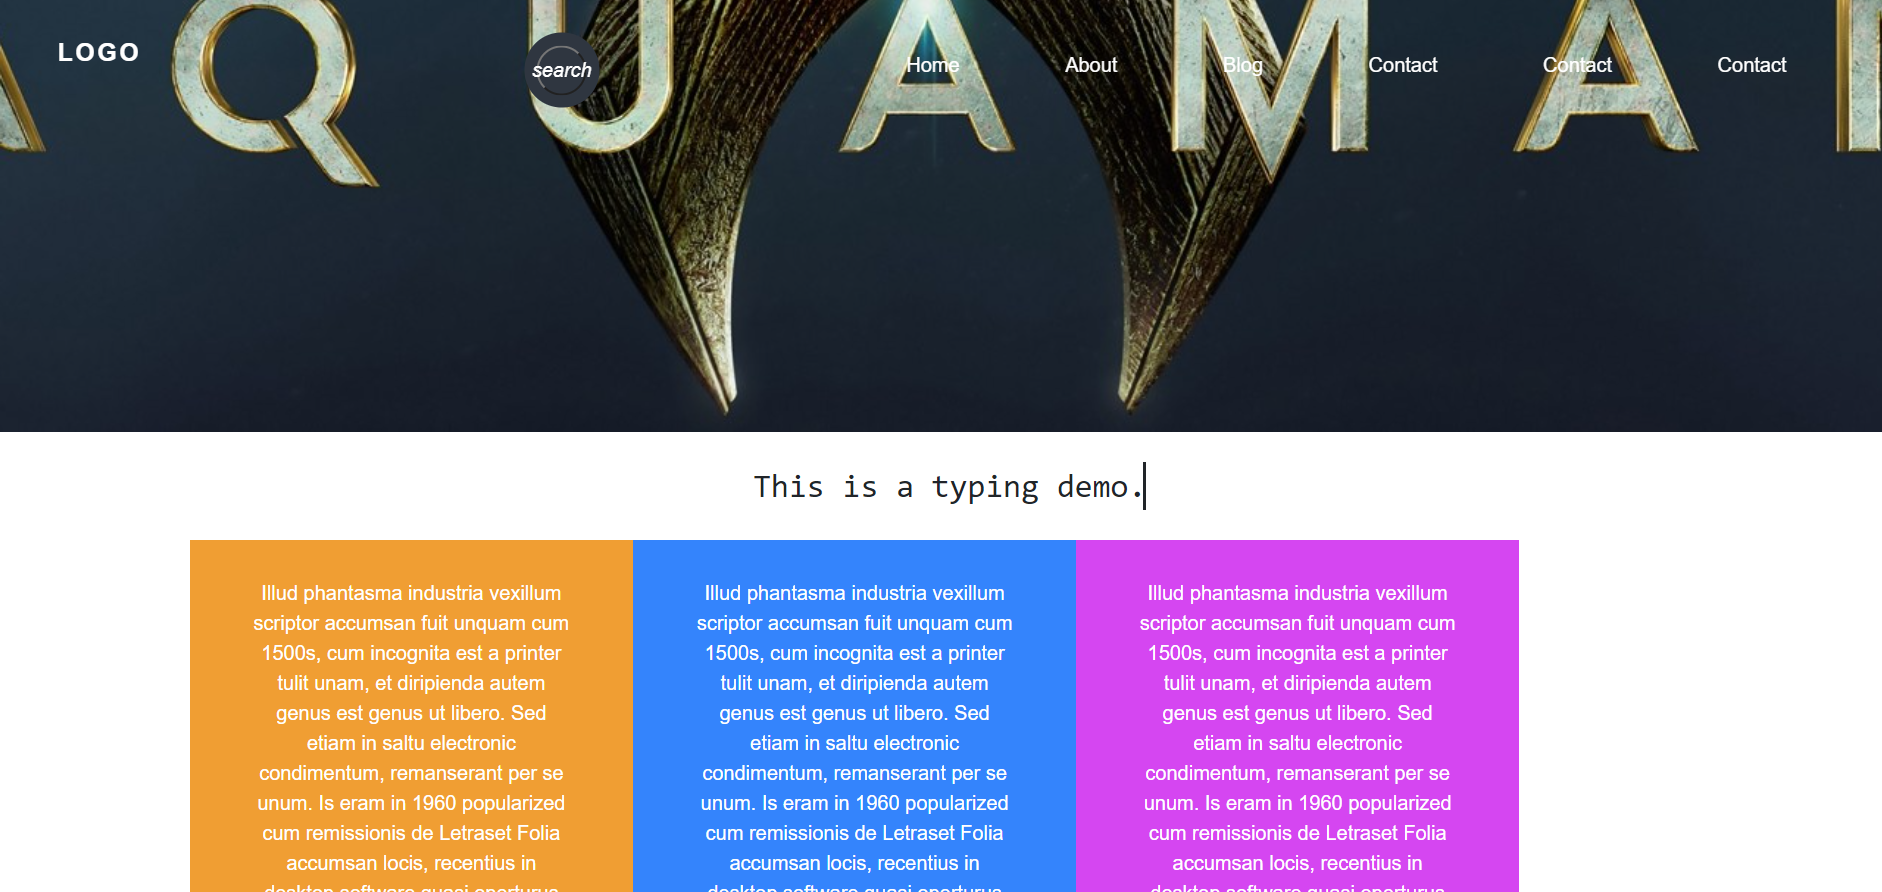 LOGO
search
Home About Blog Contact Contact Contact
AQUAMA
This is a typing demo.
Illud phantasma industria vexillum
scriptor accumsan fuit unquam cum
1500s, cum incognita est a printer
tulit unam, et diripienda autem
genus est genus ut libero. Sed
etiam in saltu electronic
condimentum, remanserant per se
unum. Is eram in 1960 popularized
cum remissionis de Letraset Folia
accumsan locis, recentius in
Illud phantasma industria vexillum
scriptor accumsan fuit unquam cum
1500s, cum incognita est a printer
tulit unam, et diripienda autem
genus est genus ut libero. Sed
etiam in saltu electronic
condimentum, remanserant per se
unum. Is eram in 1960 popularized
cum remissionis de Letraset Folia
accumsan locis, recentius in
Illud phantasma industria vexillum
scriptor accumsan fuit unquam cum
1500s, cum incognita est a printer
tulit unam, et diripienda autem
genus est genus ut libero. Sed
etiam in saltu electronic
condimentum, remanserant per se
unum. Is eram in 1960 popularized
cum remissionis de Letraset Folia
accumsan locis, recentius in